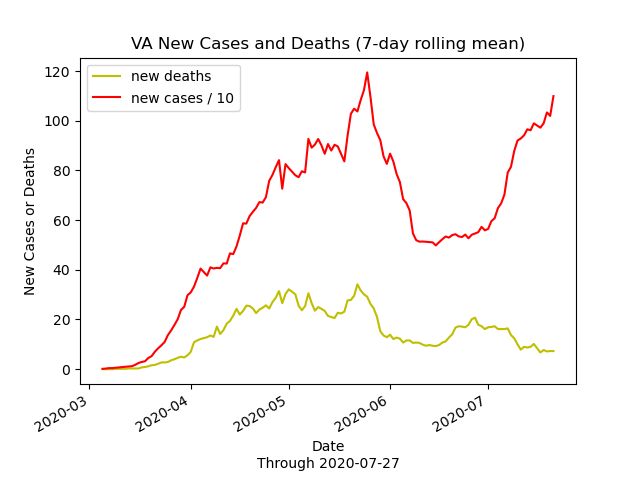 VA New Cases and Deaths (7-day rolling mean)
new deaths
new cases / 10
120
100
80
60
40
20
0
New Cases or Deaths
2020-03
2020-04
2020-05
2020-06
2020-07
Date
Through 2020-07-27